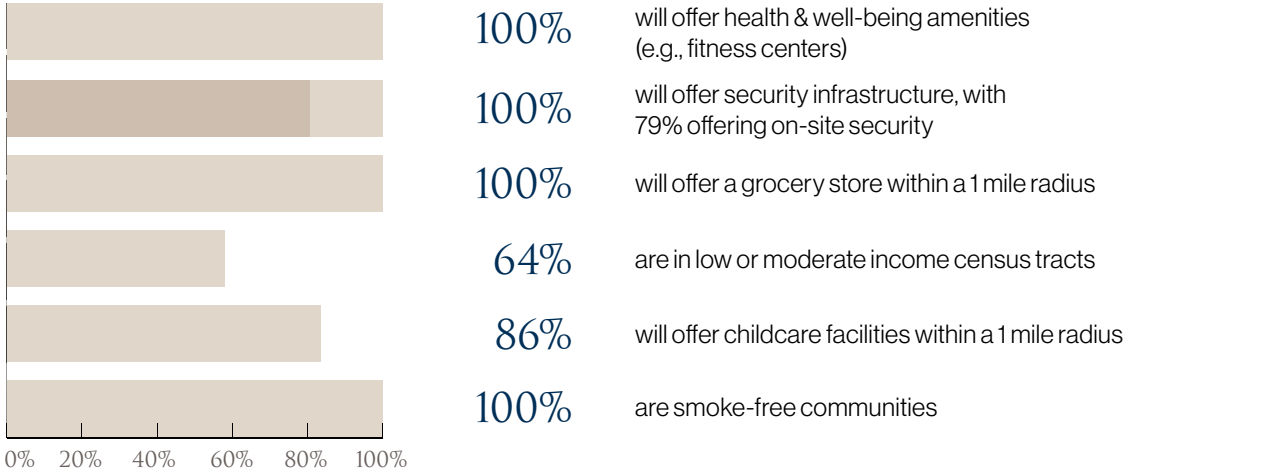 100%
will offer health & well-being amenities
(e.g., fitness centers)
100%
will offer security infrastructure, with
79% offering on-site security
100%
will offer a grocery store within a 1 mile radius
64%
are in low or moderate income census tracts
86%
will offer childcare facilities within a 1 mile radius
100%
are smoke-free communities
0% 20% 40% 60% 80% 100%